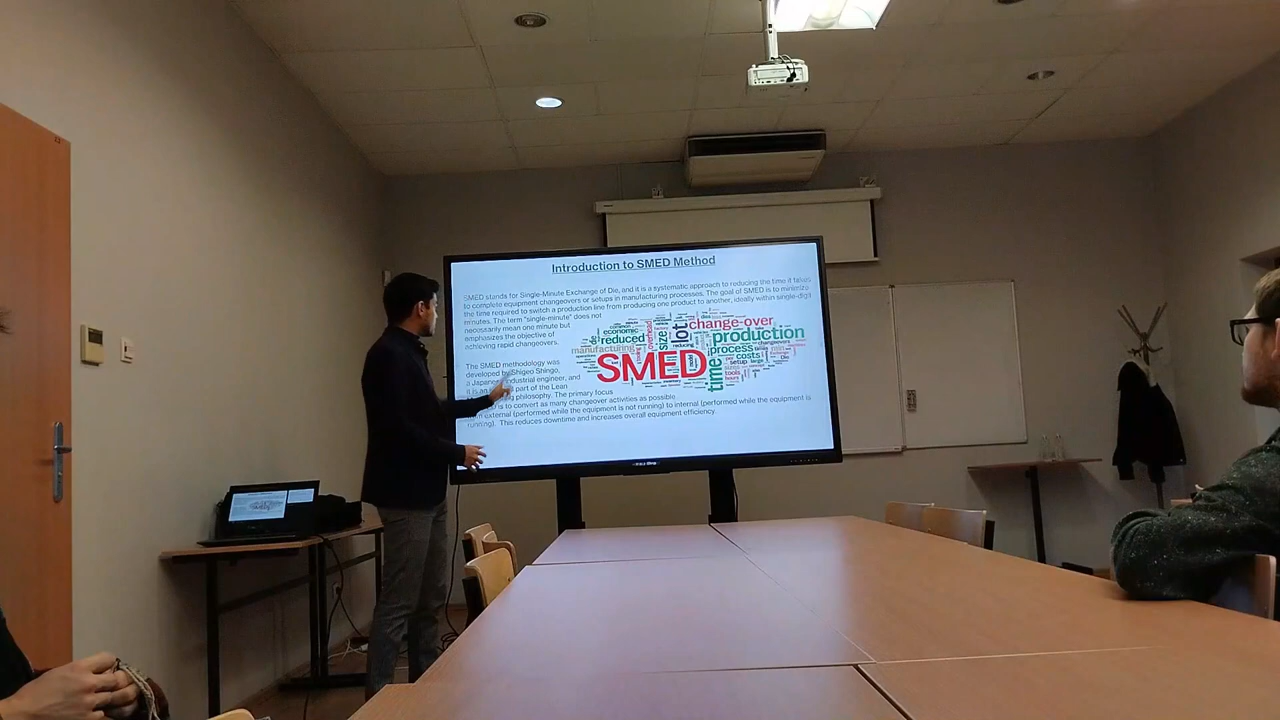 Introduction to SMED Method
SMED stands for Single-Minute Exchange of Die, and it is a systematic approach to reducing the time it takes
to complete equipment changeovers or setups in manufacturing processes. The goal of SMED is to minimize
the time required to switch a production line from producing one product to another, ideally within single-digit
minutes. The term "single-minute" does not
necessarily mean one minute but
emphasizes the objective of
achieving rapid changeovers.
The SMED methodology was
developed by Shigeo Shingo,
a Japanese industrial engineer, and
it is an part of the Lean
philosophy. The primary focus
is to convert as many changeover activities as possible
external (performed while the equipment is not running) to internal (performed while the equipment is
running). This reduces downtime and increases overall equipment efficiency.
change-over
economic
reduced
overhead
size
lot
production
manufacturing
SMED
process
costs
time
setup
tools